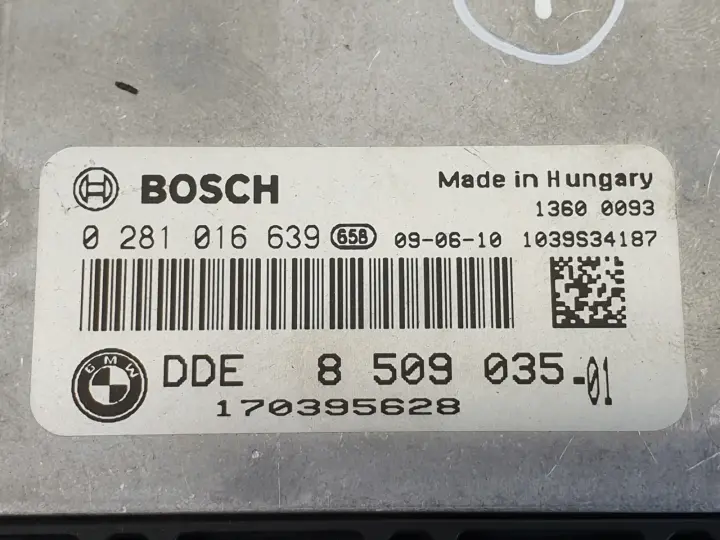 BOSCH
Made in Hungary
1360 0093
0 281 016 639 658 09-06-10 1039S34187
BMW
DDE 8 509 035-01
170395628